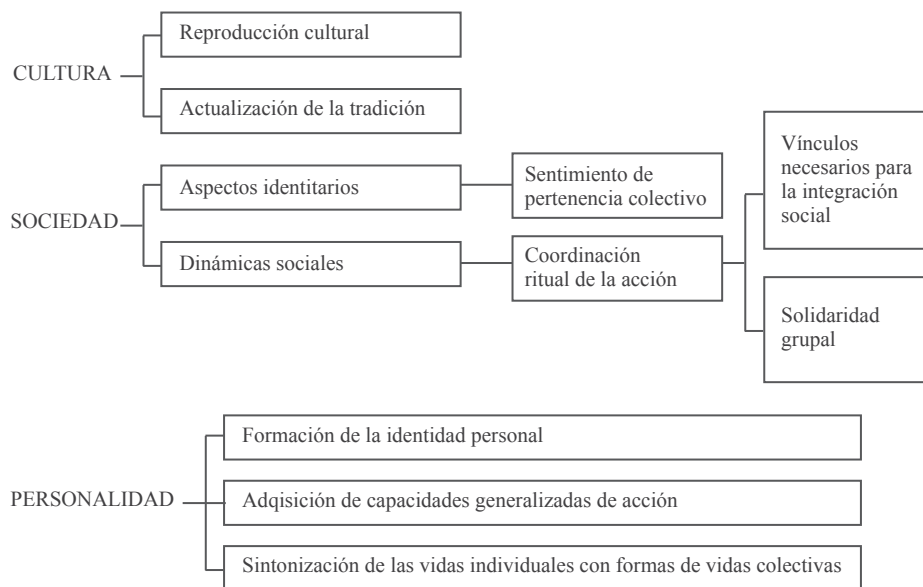 Reproducción cultural
CULTURA
Actualización de la tradición
Aspectos identitarios
Sentimiento de
pertenencia colectivo
Vínculos
necesarios para
la integración
social
SOCIEDAD
Dinámicas sociales
Coordinación
ritual de la acción
Solidaridad
grupal
Formación de la identidad personal
PERSONALIDAD
Adqisición de capacidades generalizadas de acción
Sintonización de las vidas individuales con formas de vidas colectivas